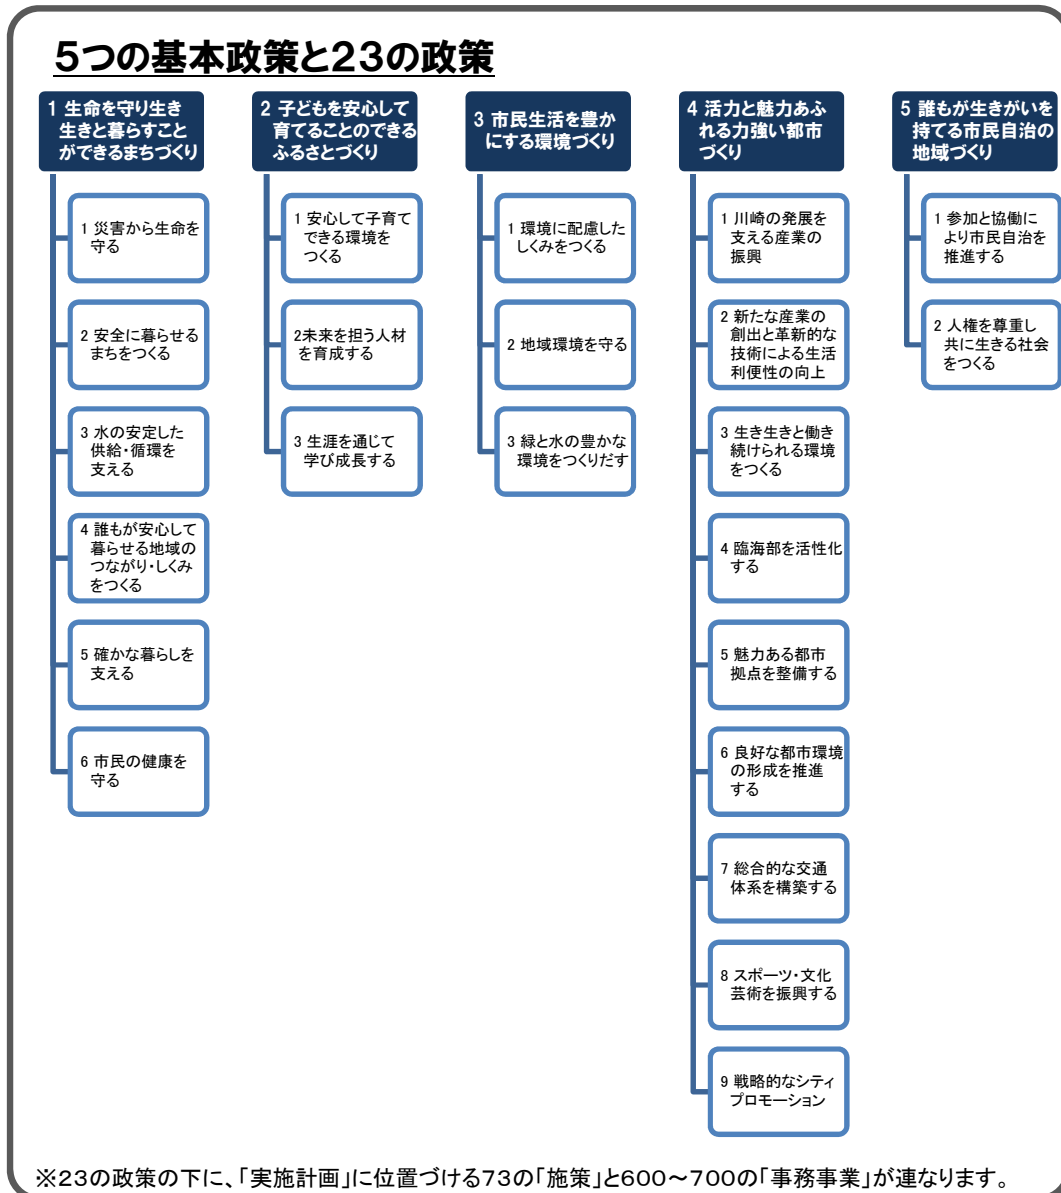 5つの基本政策と23の政策
1 生命を守り生き
生きと暮らすこと
ができるまちづくり
1 災害から生命を
守る
2 安全に暮らせる
まちをつくる
3 水の安定した
供給・循環を
支える
4 誰もが安心して
暮らせる地域の
つながり・しくみ
をつくる
5 確かな暮らしを
支える
6 市民の健康を
守る
2 子どもを安心して
育てることのできる
ふるさとづくり
1 安心して子育て
できる環境を
つくる
2未来を担う人材
を育成する
3 生涯を通じて
学び成長する
3 市民生活を豊か
にする環境づくり
1 環境に配慮した
しくみをつくる
2 地域環境を守る
3 緑と水の豊かな
環境をつくりだす
4 活力と魅力あふ
れる力強い都市
づくり
1 川崎の発展を
支える産業の
振興
2 新たな産業の
創出と革新的な
技術による生活
利便性の向上
3 生き生きと働き
続けられる環境
をつくる
4 臨海部を活性化
する
5 魅力ある都市
拠点を整備する
6 良好な都市環境
の形成を推進
する
7 総合的な交通
体系を構築する
8 スポーツ・文化
芸術を振興する
9 戦略的なシティ
プロモーション
5 誰もが生きがいを
持てる市民自治の
地域づくり
1 参加と協働に
より市民自治を
推進する
2 人権を尊重し
共に生きる社会
をつくる
※23の政策の下に、「実施計画」に位置づける73の「施策」と600～700の「事務事業」が連なります。